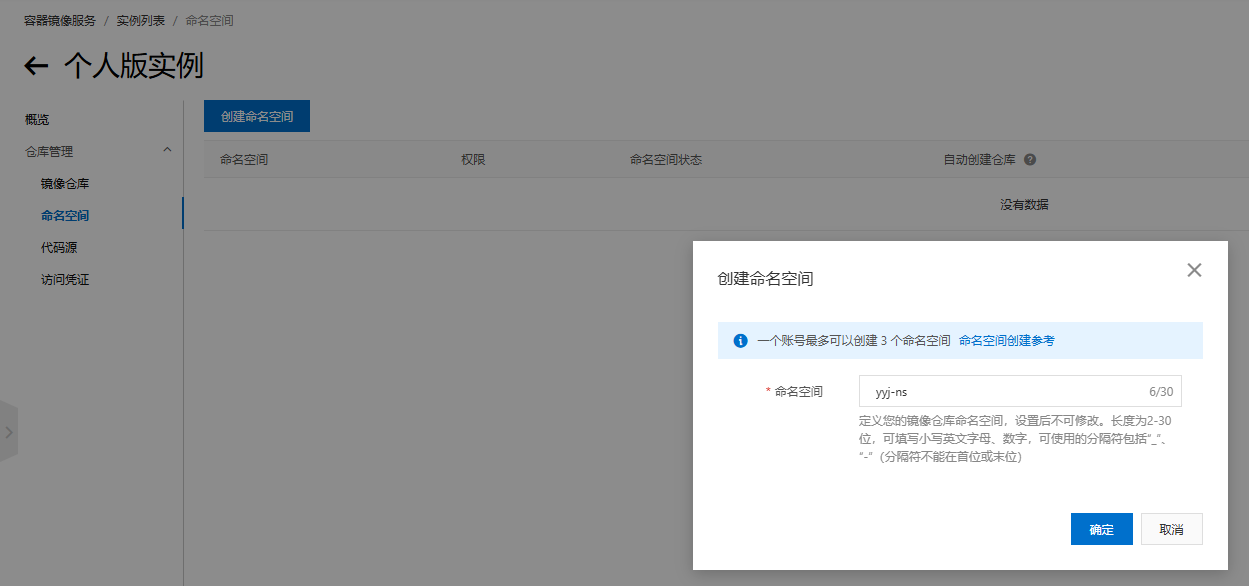 容器镜像服务 / 实例列表 / 命名空间
← 个人版实例
概览
仓库管理
镜像仓库
命名空间
代码源
访问凭证
创建命名空间
命名空间 权限 命名空间状态 自动创建仓库 ?
没有数据
创建命名空间
一个账号最多可以创建 3 个命名空间 命名空间创建参考
* 命名空间 yyj-ns 6/30
定义您的镜像仓库命名空间，设置后不可修改。长度为2-30
位，可填写小写英文字母、数字，可使用的分隔符包括“_”、
“-”（分隔符不能在首位或末位）
确定 取消